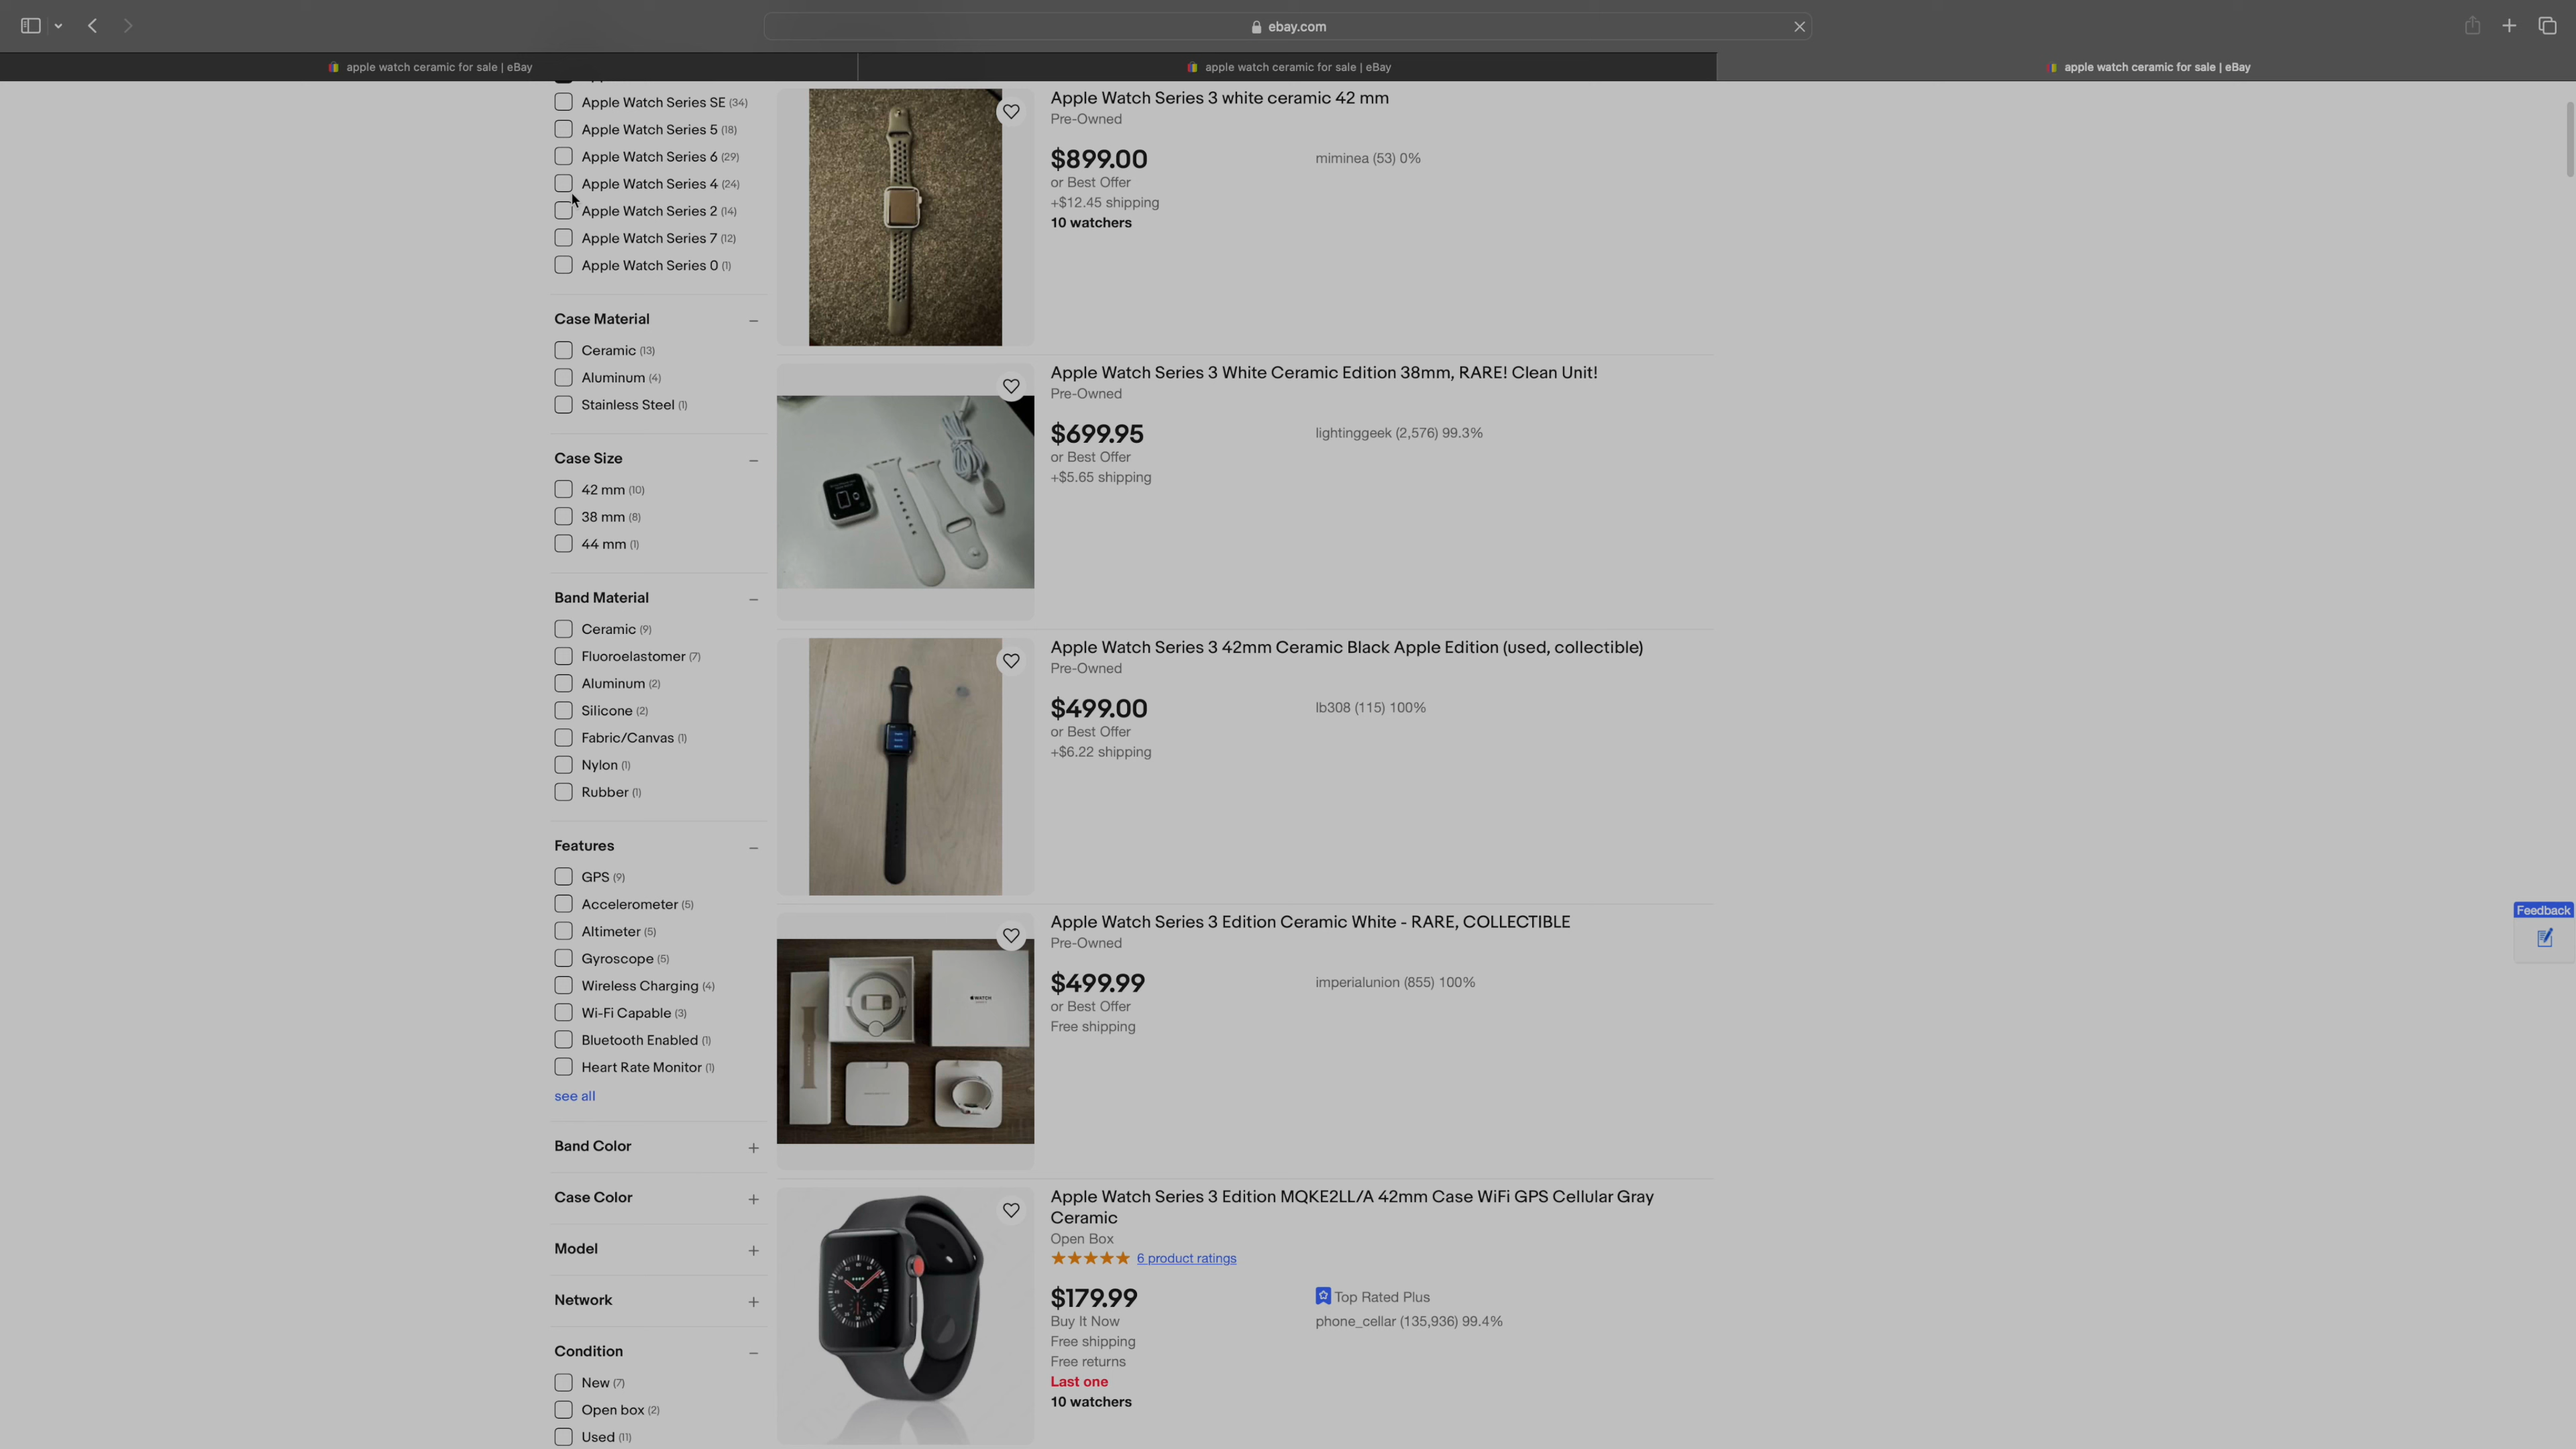 ebay.com
apple watch ceramic for sale | eBay
apple watch ceramic for sale | eBay
apple watch ceramic for sale | eBay
Apple Watch Series SE (34)
Apple Watch Series 5 (18)
Apple Watch Series 6 (29)
Apple Watch Series 4 (24)
Apple Watch Series 2 (14)
Apple Watch Series 7 (12)
Apple Watch Series 0 (1)
Case Material
Ceramic (13)
Aluminum (4)
Stainless Steel (1)
Case Size
42 mm (10)
38 mm (8)
44 mm (1)
Band Material
Ceramic (9)
Fluoroelastomer (7)
Aluminum (2)
Silicone (2)
Fabric/Canvas (1)
Nylon (1)
Rubber (1)
Features
GPS (9)
Accelerometer (5)
Altimeter (5)
Gyroscope (5)
Wireless Charging (4)
Wi-Fi Capable (3)
Bluetooth Enabled (1)
Heart Rate Monitor (1)
see all
Band Color
Case Color
Model
Network
Condition
New (7)
Open box (2)
Used (11)
Apple Watch Series 3 white ceramic 42 mm
Pre-Owned
$899.00
miminea (53) 0%
or Best Offer
+$12.45 shipping
10 watchers
Apple Watch Series 3 White Ceramic Edition 38mm, RARE! Clean Unit!
Pre-Owned
$699.95
lightinggeek (2,576) 99.3%
or Best Offer
+$5.65 shipping
Apple Watch Series 3 42mm Ceramic Black Apple Edition (used, collectible)
Pre-Owned
$499.00
lb308 (115) 100%
or Best Offer
+$6.22 shipping
Apple Watch Series 3 Edition Ceramic White - RARE, COLLECTIBLE
Pre-Owned
$499.99
imperialunion (855) 100%
or Best Offer
Free shipping
WATCH
Apple Watch Series 3 Edition MQKE2LL/A 42mm Case WiFi GPS Cellular Gray
Ceramic
Open Box
6 product ratings
$179.99
Top Rated Plus
Buy It Now
phone_cellar (135,936) 99.4%
Free shipping
Free returns
Last one
10 watchers
Feedback